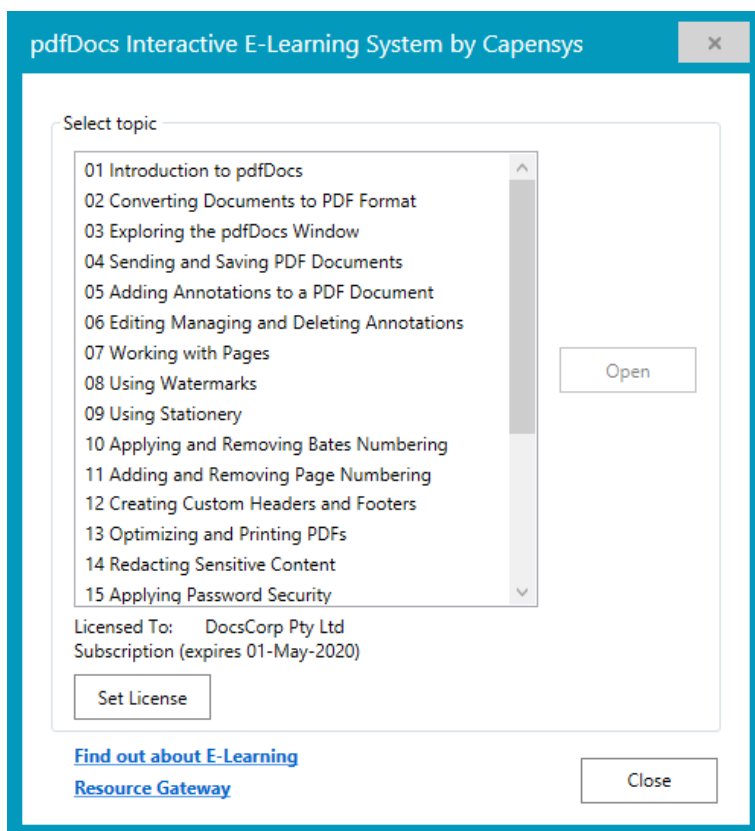 pdfDocs Interactive E-Learning System by Capensys
Select topic
01 Introduction to pdfDocs
02 Converting Documents to PDF Format
03 Exploring the pdfDocs Window
04 Sending and Saving PDF Documents
05 Adding Annotations to a PDF Document
06 Editing Managing and Deleting Annotations
07 Working with Pages
08 Using Watermarks
09 Using Stationery
10 Applying and Removing Bates Numbering
11 Adding and Removing Page Numbering
12 Creating Custom Headers and Footers
13 Optimizing and Printing PDFs
14 Redacting Sensitive Content
15 Applying Password Security
Open
Licensed To: DocsCorp Pty Ltd
Subscription (expires 01-May-2020)
Set License
Find out about E-Learning
Resource Gateway
Close